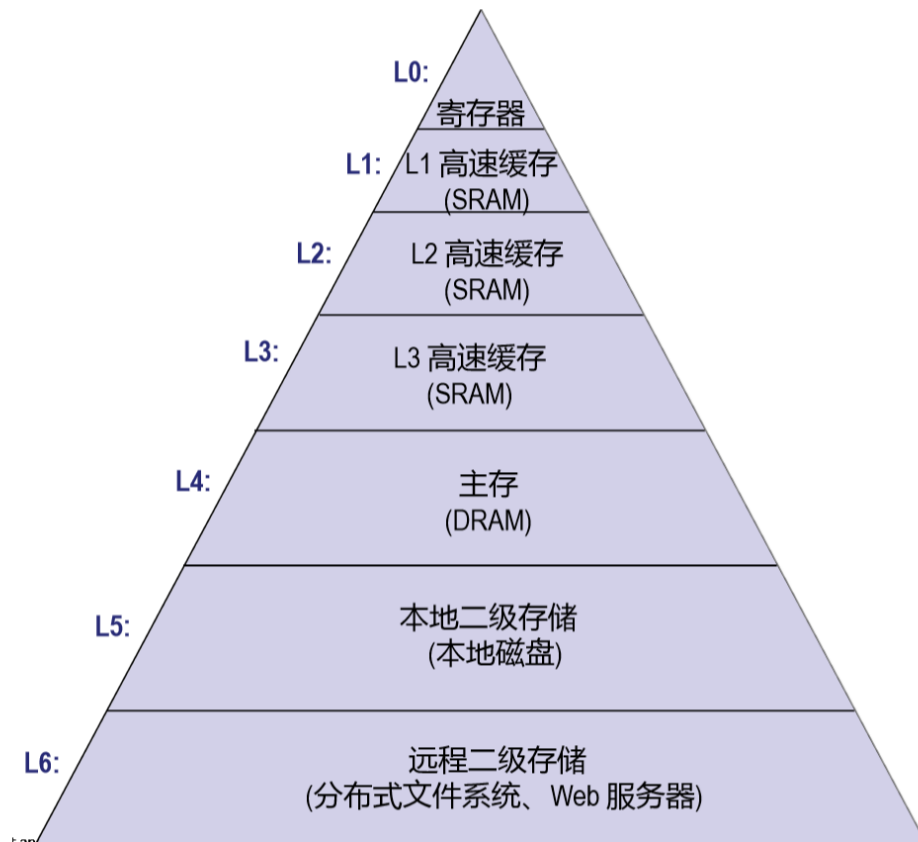 L0:
寄存器
L1:
L1 高速缓存
(SRAM)
L2:
L2 高速缓存
(SRAM)
L3:
L3 高速缓存
(SRAM)
L4:
主存
(DRAM)
L5:
本地二级存储
(本地磁盘)
L6:
远程二级存储
(分布式文件系统、Web 服务器)